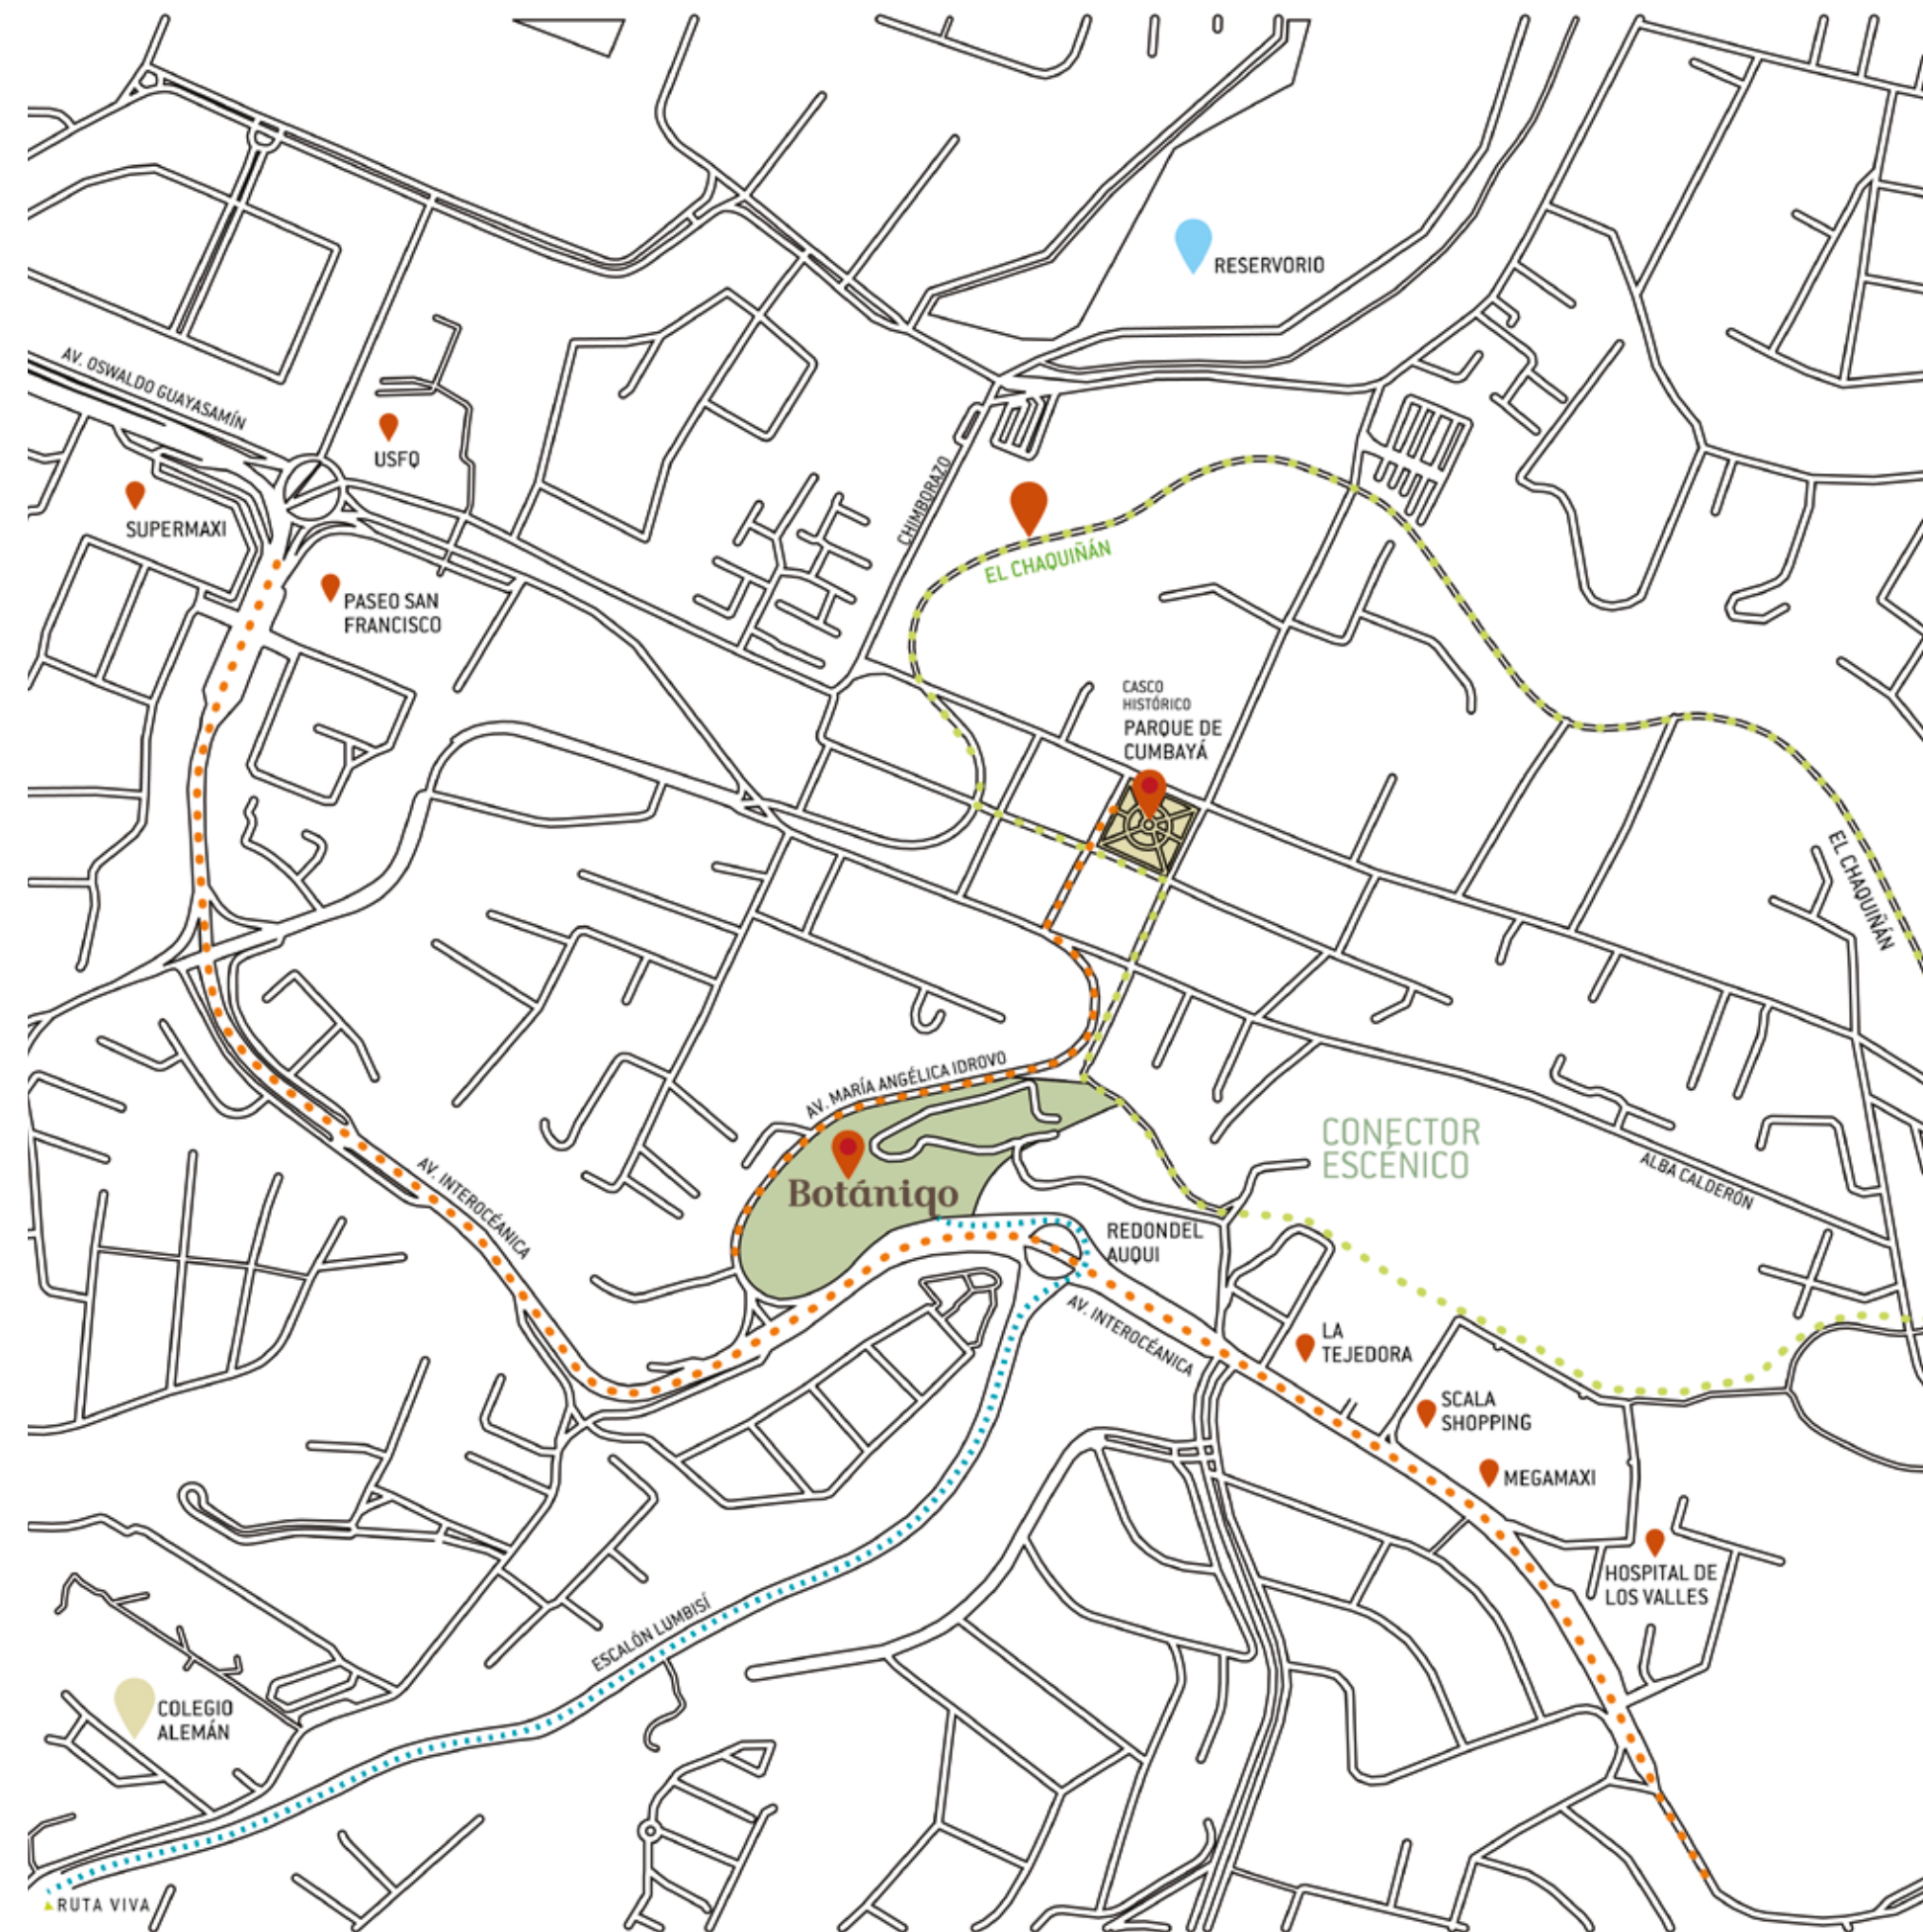 RESERVORIO
AV. OSWALDO GUAYASAMÍN
USFQ
SUPERMAXI
CHIMBORAZO
EL CHAQUIÑÁN
PASEO SAN
FRANCISCO
CASCO
HISTÓRICO
PARQUE DE
CUMBAYÁ
EL CHAQUIÑÁN
AV. MARÍA ANGÉLICA IDROVO
CONECTOR
ESCÉNICO
ALBA CALDERÓN
Botániqo
AV. INTEROCÉANICA
REDONDEL
AUQUI
AV. INTEROCÉANICA
LA
TEJEDORA
SCALA
SHOPPING
MEGAMAXI
HOSPITAL DE
LOS VALLES
ESCALÓN LUMBISÍ
COLEGIO
ALEMÁN
RUTA VIVA